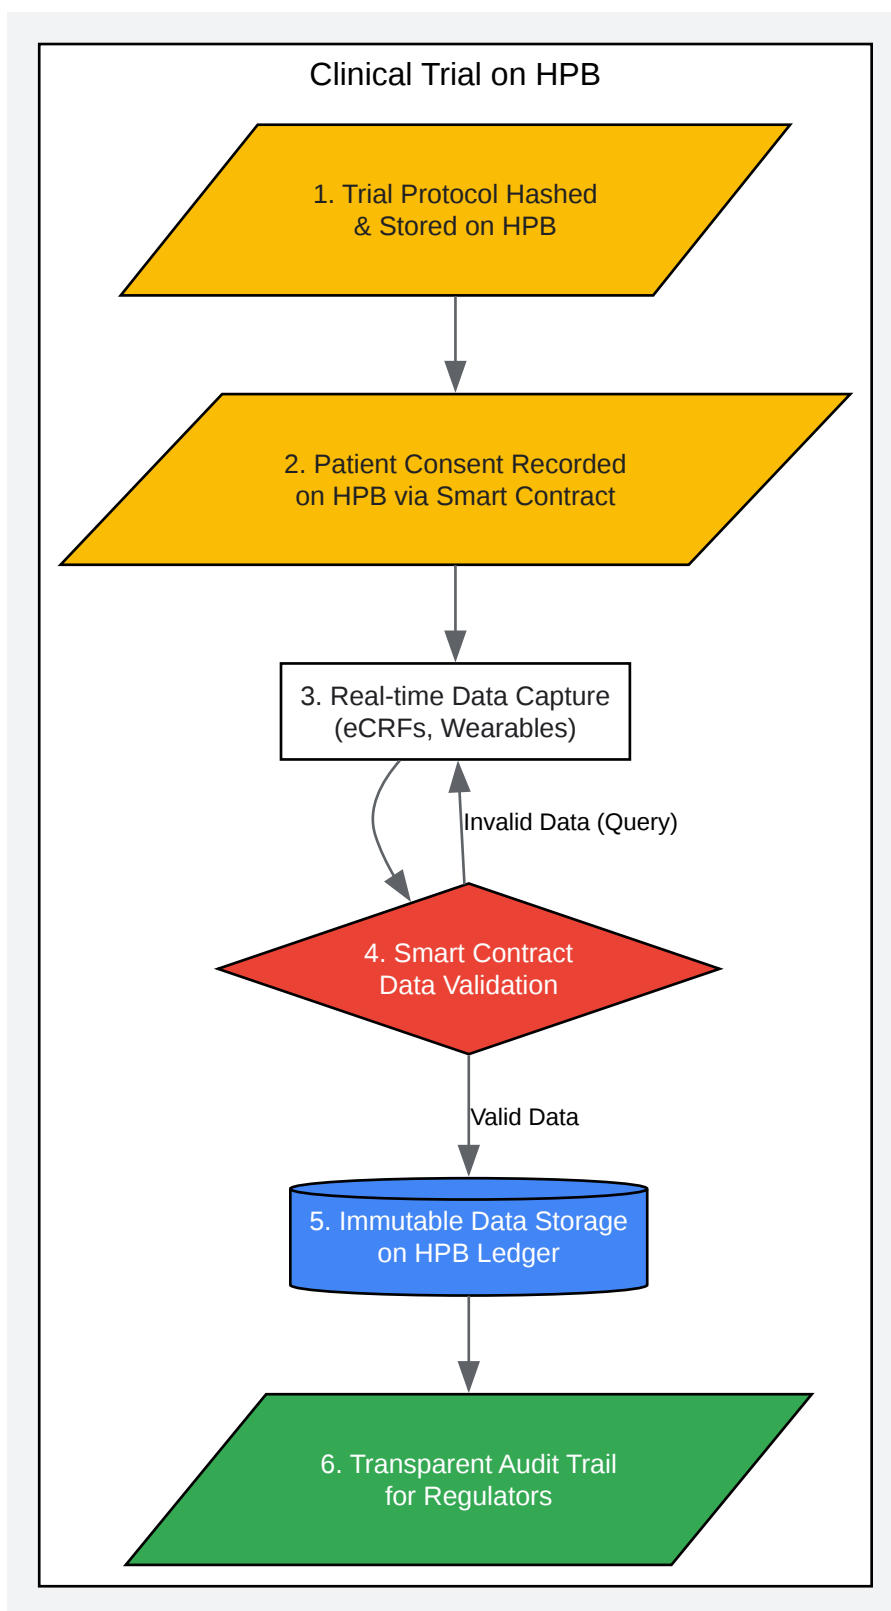 Clinical Trial on HPB
1. Trial Protocol Hashed
& Stored on HPB
2. Patient Consent Recorded
on HPB via Smart Contract
3. Real-time Data Capture
(eCRFs, Wearables)
Invalid Data (Query)
4. Smart Contract
Data Validation
Valid Data
5. Immutable Data Storage
on HPB Ledger
6. Transparent Audit Trail
for Regulators